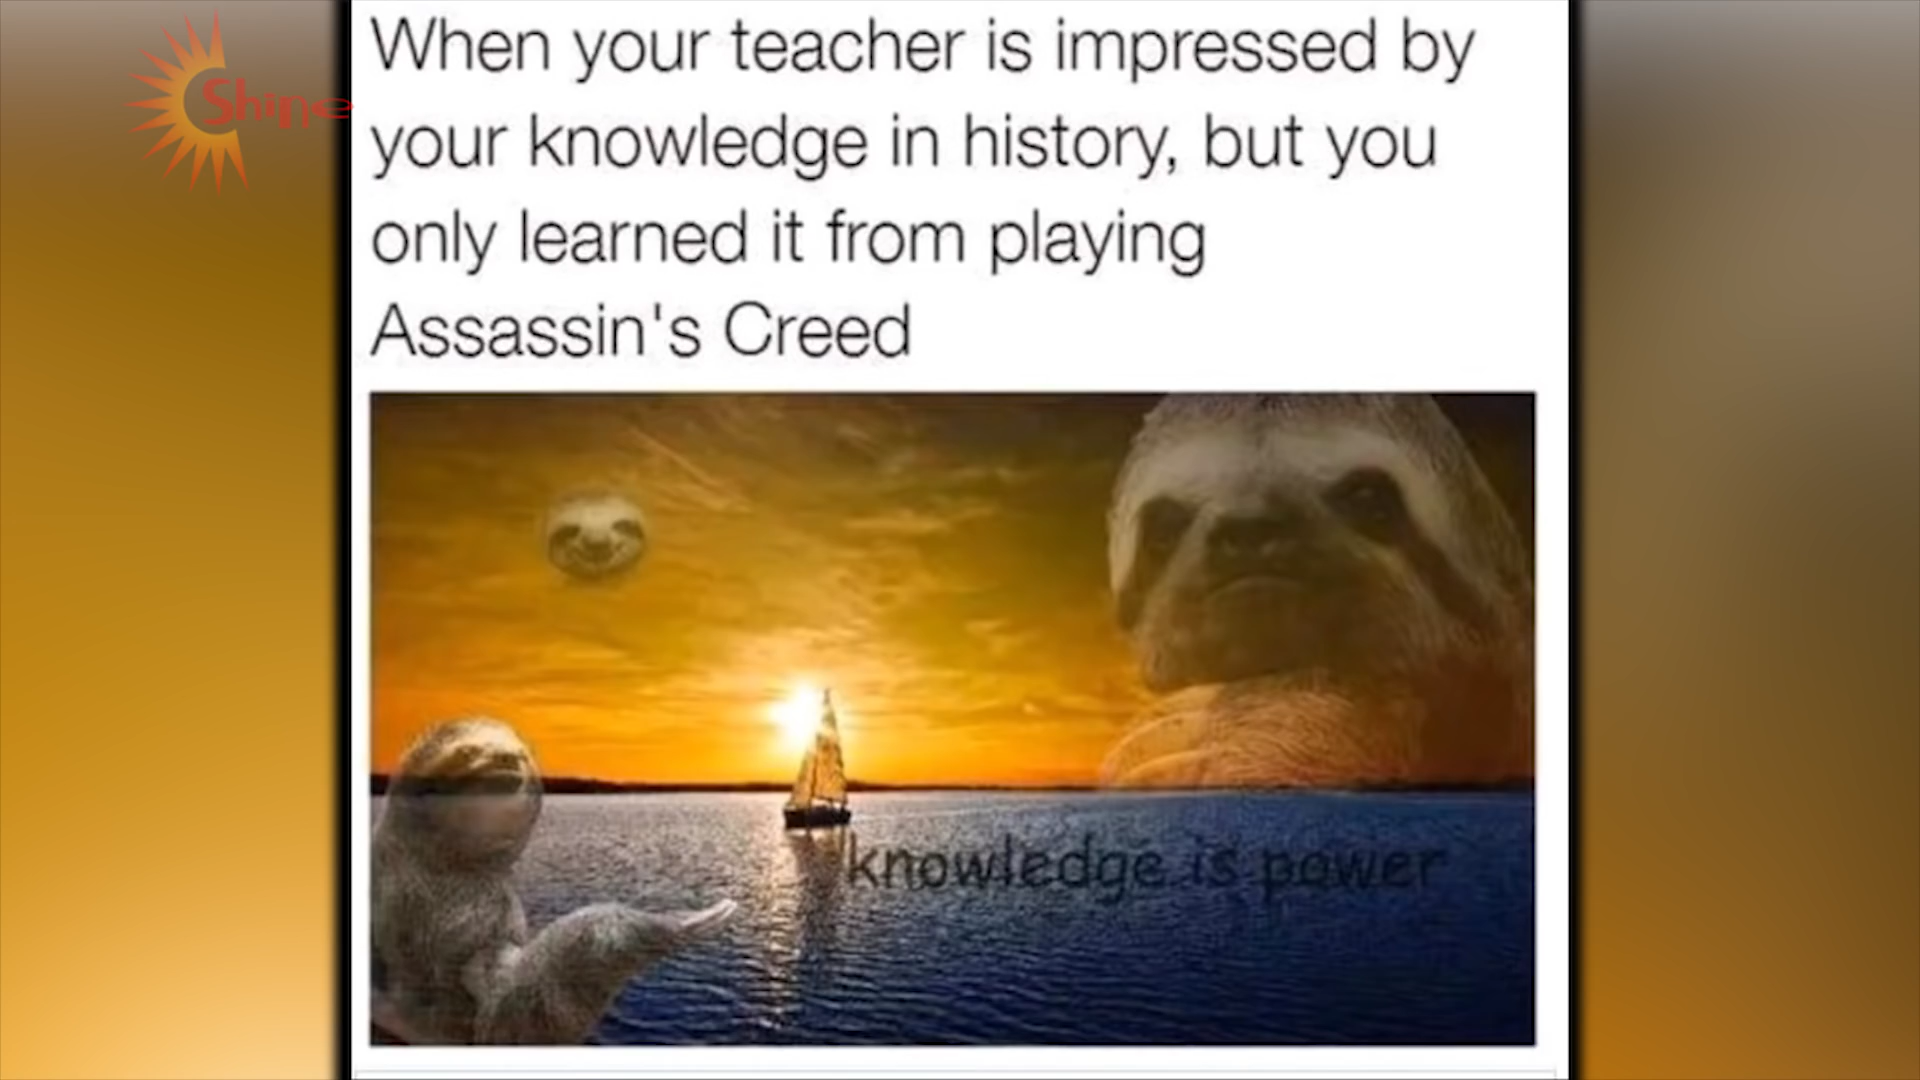 Shine
When your teacher is impressed by
your knowledge in history, but you
only learned it from playing
Assassin's Creed
knowledge is power